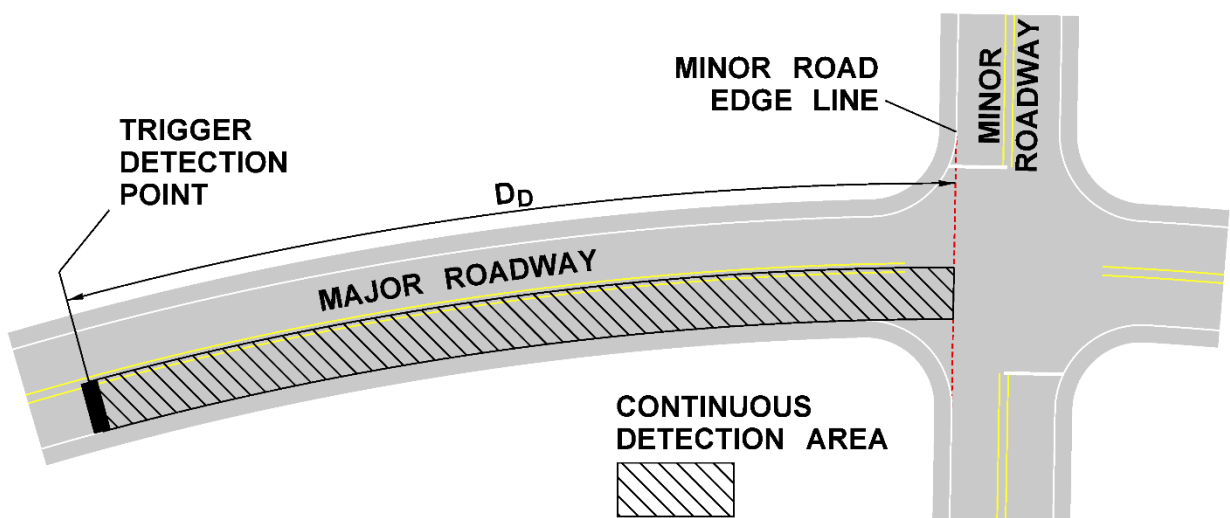 MINOR ROAD
EDGE LINE
MINOR
ROADWAY
TRIGGER
DETECTION
POINT
DD
MAJOR ROADWAY
CONTINUOUS
DETECTION AREA